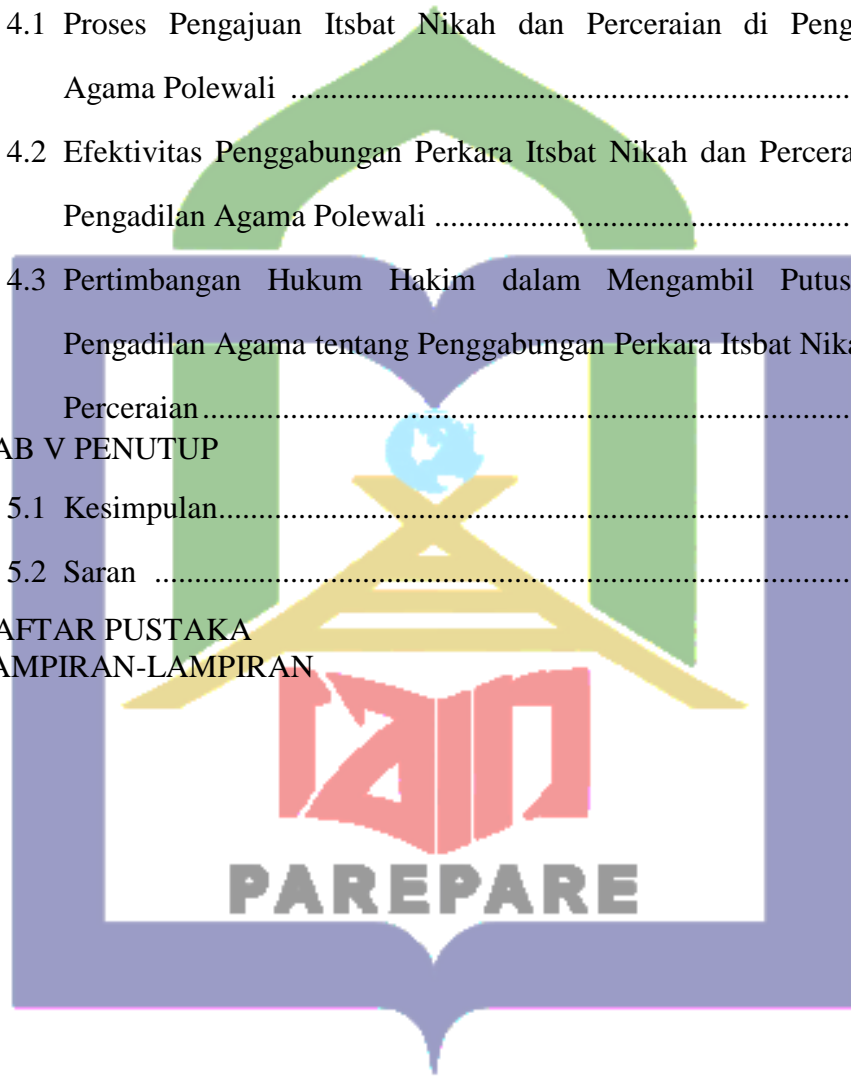 4.1 Proses Pengajuan Itsbat Nikah dan Perceraian di Peng
Agama Polewali ................................................................................
4.2 Efektivitas Penggabungan Perkara Itsbat Nikah dan Percera
Pengadilan Agama Polewali ............................................................
4.3 Pertimbangan Hukum Hakim dalam Mengambil Putus
Pengadilan Agama tentang Penggabungan Perkara Itsbat Nika
Perceraian............................................................................................
AB V PENUTUP
5.1 Kesimpulan..........................................................................................
5.2 Saran ....................................................................................................
AFTAR PUSTAKA
AMPIRAN-LAMPIRAN
IAIN
PAREPARE